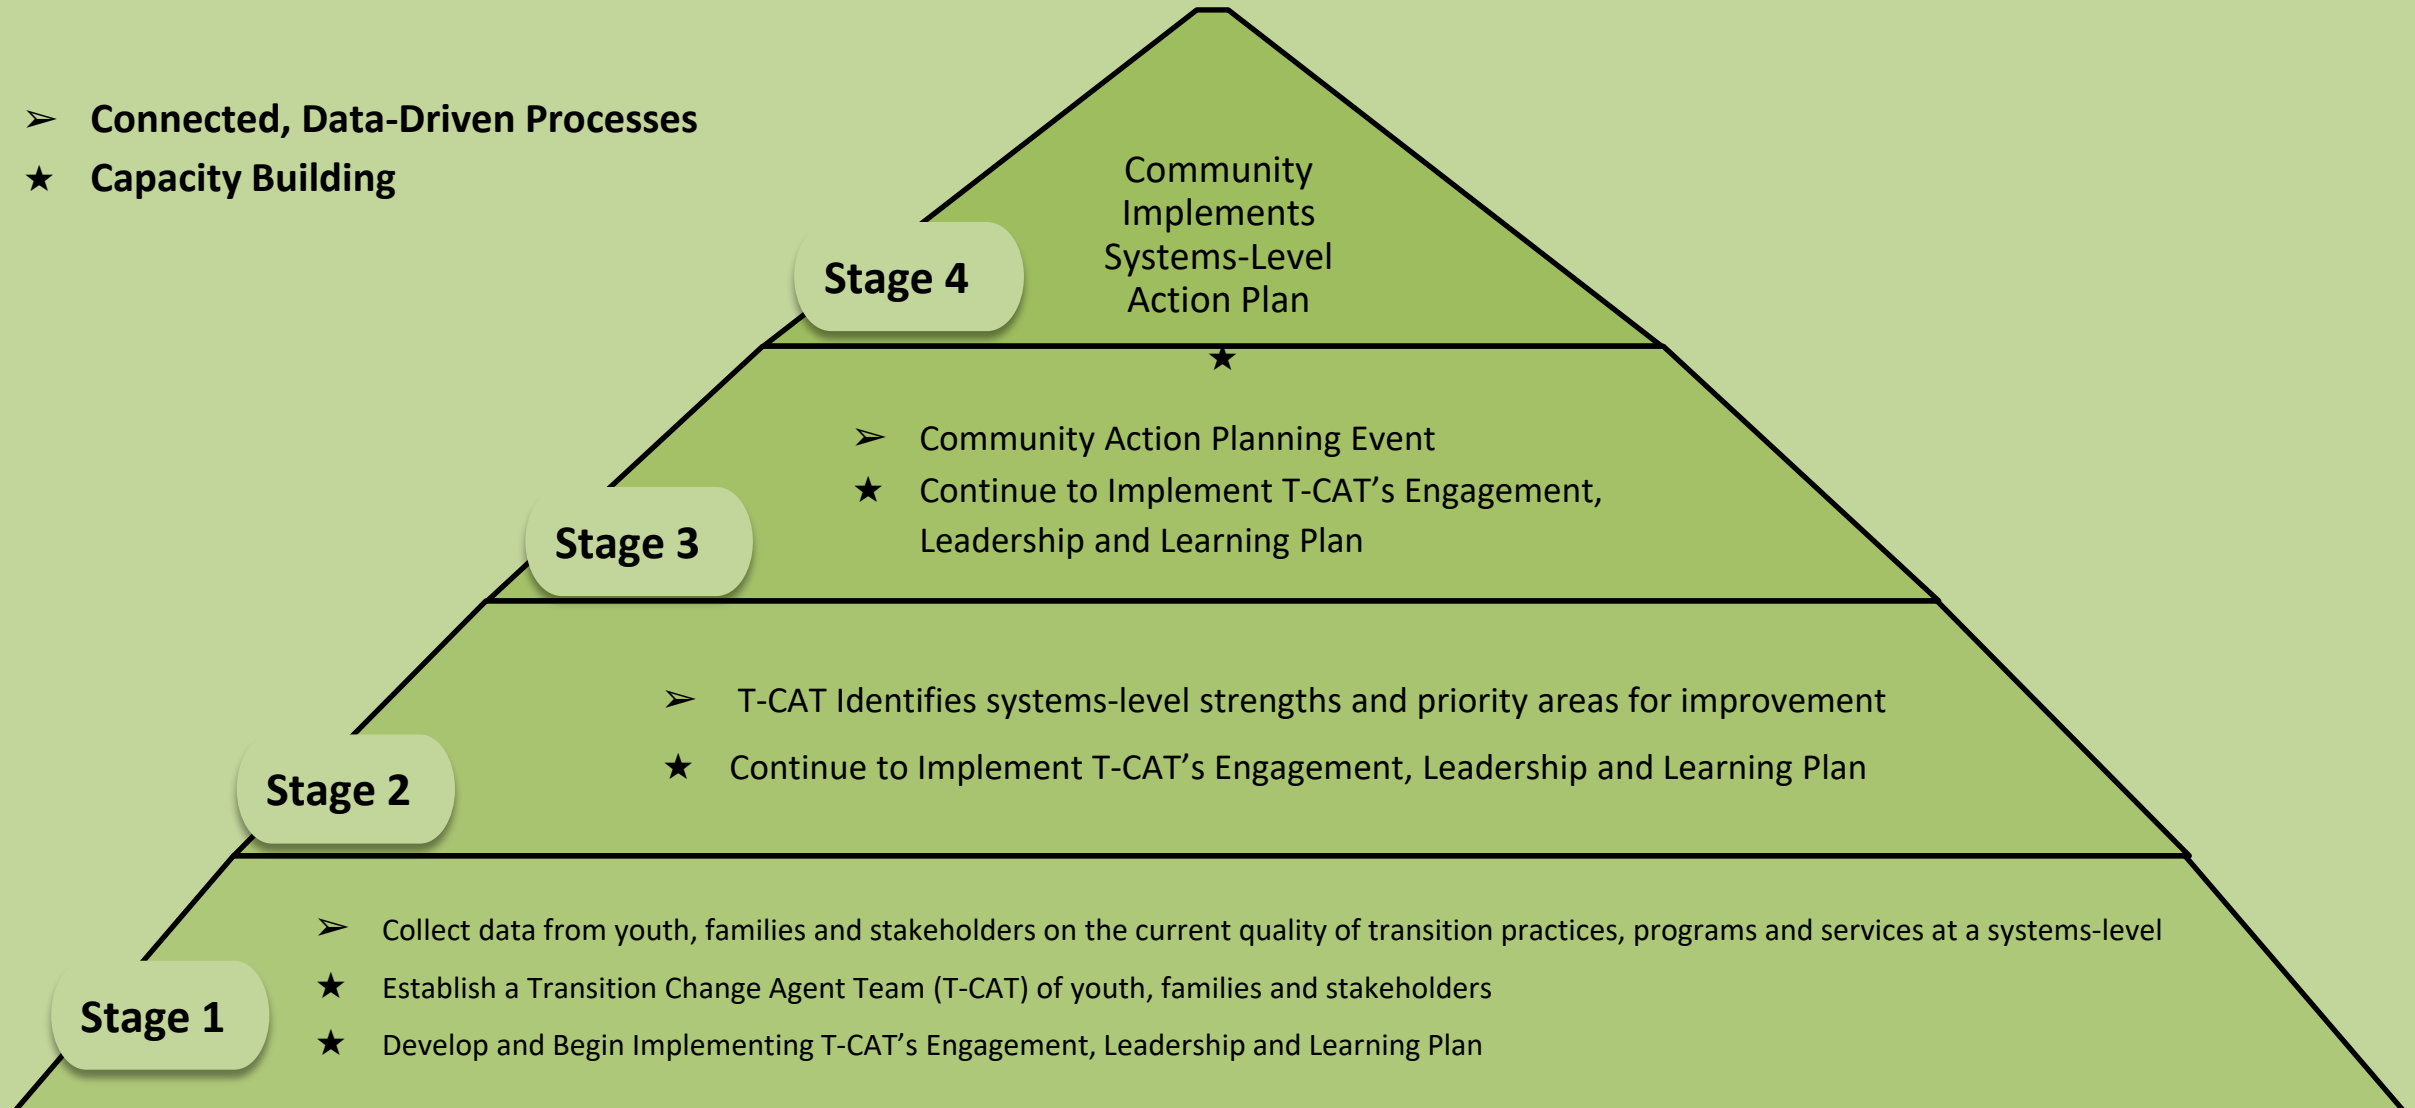 ➢ Connected, Data-Driven Processes
★ Capacity Building
Community
Implements
Systems-Level
Action Plan
Stage 4
★
➢ Community Action Planning Event
★ Continue to Implement T-CAT’s Engagement,
Leadership and Learning Plan
Stage 3
➢ T-CAT Identifies systems-level strengths and priority areas for improvement
★ Continue to Implement T-CAT’s Engagement, Leadership and Learning Plan
Stage 2
➢ Collect data from youth, families and stakeholders on the current quality of transition practices, programs and services at a systems-level
★ Establish a Transition Change Agent Team (T-CAT) of youth, families and stakeholders
Stage 1
★ Develop and Begin Implementing T-CAT’s Engagement, Leadership and Learning Plan